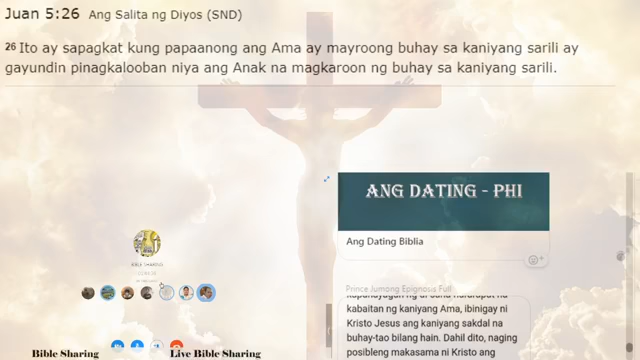 Juan 5:26 Ang Salita ng Diyos (SND)
26 Ito ay sapagkat kung papaanong ang Ama ay mayroong buhay sa kaniyang sarili ay
gayundin pinagkalooban niya ang Anak na magkaroon ng buhay sa kaniyang sarili.
ANG DATING - PHI
Ang Dating Biblia
Prince Jumong Epignosis Full
kabaitan ng kaniyang Ama, ibinigay ni
Kristo Jesus ang kaniyang sakdal na
buhay-tao bilang hain. Dahil dito, naging
posibleng makasama ni Kristo ang
Bible Sharing
Live Bible Sharing